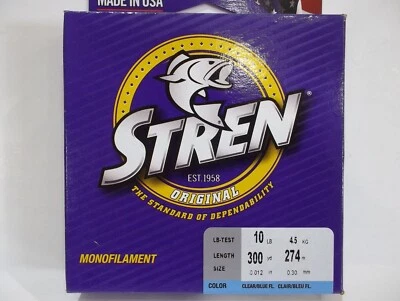 MADE IN USA
STREN
®
EST. 1958
ORIGINAL
THE STANDARD OF DEPENDABILITY
MONOFILAMENT
LB-TEST 10 LB 4.5 KG
LENGTH 300 yd 274 m
SIZE 0.012 in 0.30 mm
COLOR CLEAR/BLUE FL. CLAIR/BLEU FL.